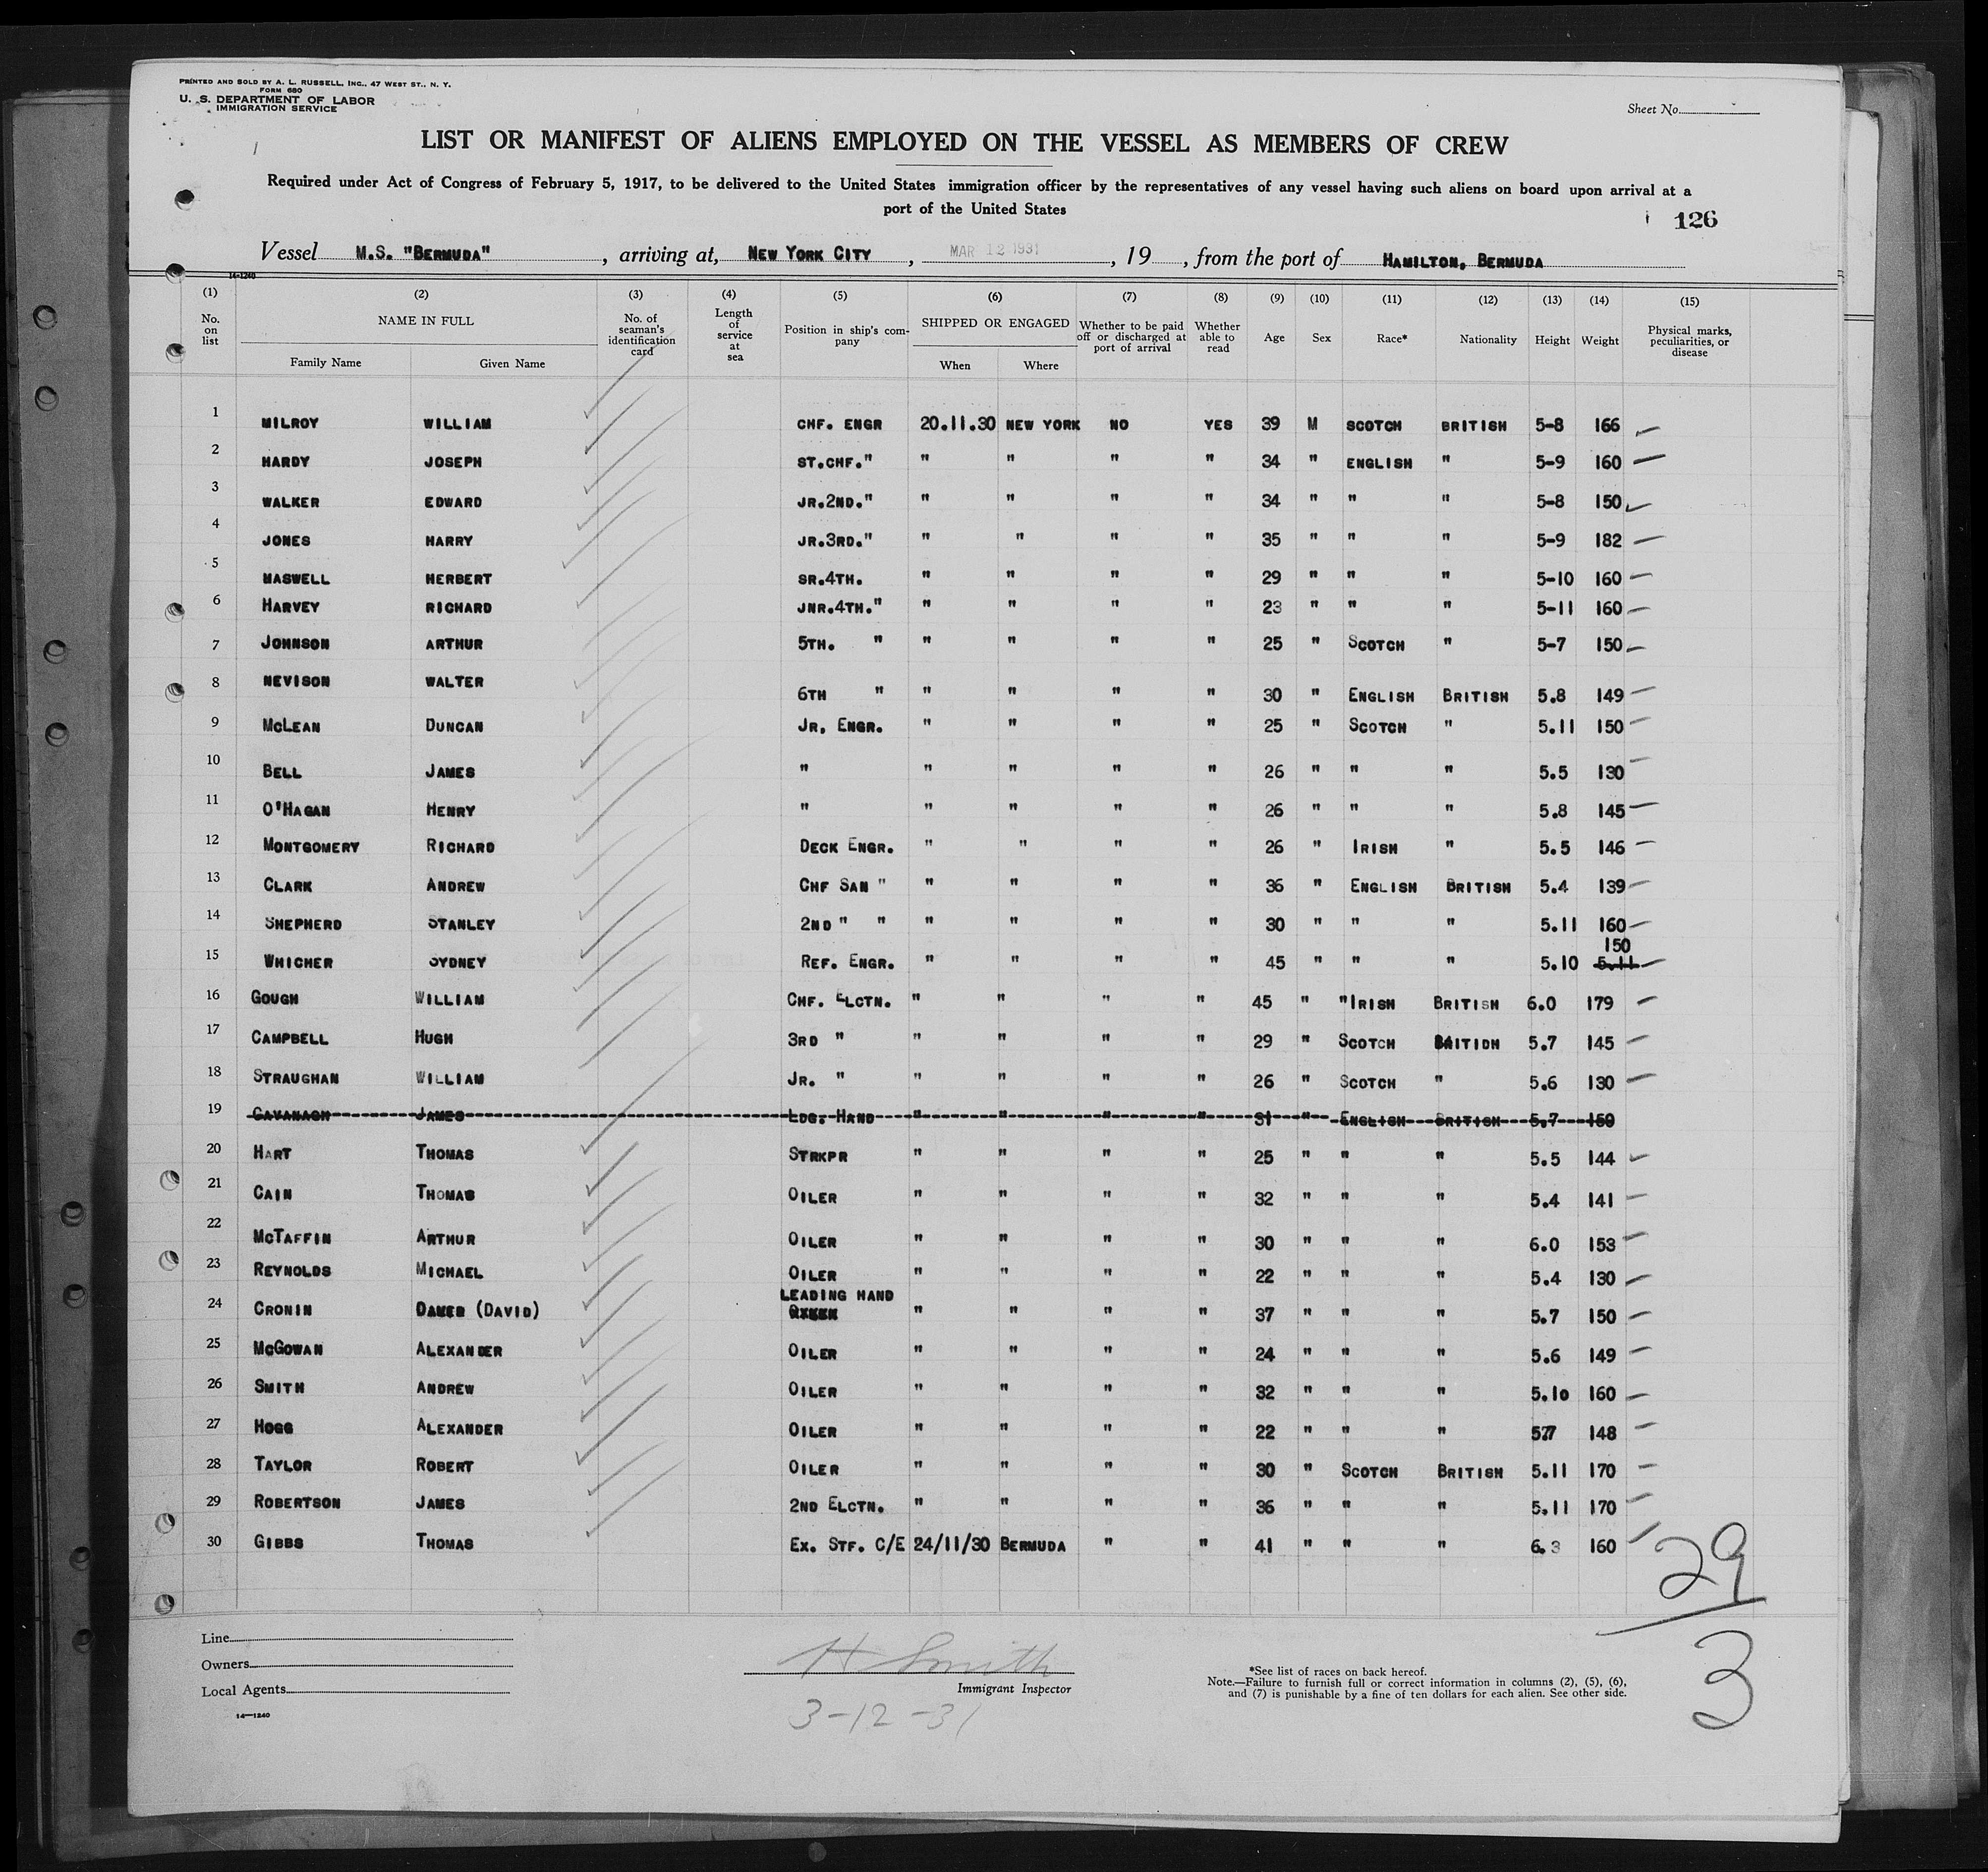 PRINTED AND SOLD BY A. L. RUSSELL, INC., 47 WEST ST., N. Y.
FORM 680
U. S. DEPARTMENT OF LABOR
IMMIGRATION SERVICE
Sheet No.
LIST OR MANIFEST OF ALIENS EMPLOYED ON THE VESSEL AS MEMBERS OF CREW
Required under Act of Congress of February 5, 1917, to be delivered to the United States immigration officer by the representatives of any vessel having such aliens on board upon arrival at a
port of the United States
126
Vessel M.S. "BERMUDA" , arriving at, NEW YORK CITY , MAR 12 1931 , 19 , from the port of HAMILTON, BERMUDA
14-1240
(1) (2) (3) (4) (5) (6) (7) (8) (9) (10) (11) (12) (13) (14) (15)
No. on list NAME IN FULL Family Name Given Name No. of seaman's identification card Length of service at sea Position in ship's company SHIPPED OR ENGAGED When Where Whether to be paid off or discharged at port of arrival Whether able to read Age Sex Race* Nationality Height Weight Physical marks, peculiarities, or disease
1 MILROY WILLIAM CHF. ENGR 20.11.30 NEW YORK NO YES 39 M SCOTCH BRITISH 5-8 166
2 HARDY JOSEPH ST.CHF." " " " " 34 " ENGLISH " 5-9 160
3 WALKER EDWARD JR.2ND." " " " " 34 " " " 5-8 150
4 JONES HARRY JR.3RD." " " " " 35 " " " 5-9 182
5 MASWELL HERBERT SR.4TH. " " " " 29 " " " 5-10 160
6 HARVEY RICHARD JNR.4TH." " " " " 23 " " " 5-11 160
7 JOHNSON ARTHUR 5TH. " " " " " 25 " SCOTCH " 5-7 150
8 NEVISON WALTER 6TH " " " " " 30 " ENGLISH BRITISH 5.8 149
9 MCLEAN DUNCAN JR, ENGR. " " " " 25 " SCOTCH " 5.11 150
10 BELL JAMES " " " " " 26 " " " 5.5 130
11 O'HAGAN HENRY " " " " " 26 " " " 5.8 145
12 MONTGOMERY RICHARD DECK ENGR. " " " " 26 " IRISH " 5.5 146
13 CLARK ANDREW CHF SAN " " " " " 36 " ENGLISH BRITISH 5.4 139
14 SHEPHERD STANLEY 2ND " " " " " " 30 " " " 5.11 160
15 WHICHER SYDNEY REF. ENGR. " " " " 45 " " " 5.10 5.11 150
16 GOUGH WILLIAM CHF. ELCTN. " " " " 45 " "IRISH BRITISH 6.0 179
17 CAMPBELL HUGH 3RD " " " " " 29 " SCOTCH BRITIDH 5.7 145
18 STRAUGHAN WILLIAM JR. " " " " " 26 " SCOTCH " 5.6 130
19 CAVANAGH JAMES LDG. HAND " " " " 31 " ENGLISH BRITISH 5.7 150
20 HART THOMAS STRKPR " " " " 25 " " " 5.5 144
21 CAIN THOMAS OILER " " " " 32 " " " 5.4 141
22 MCTAFFIN ARTHUR OILER " " " " 30 " " " 6.0 153
23 REYNOLDS MICHAEL OILER " " " " 22 " " " 5.4 130
24 CRONIN (DAVID) LEADING HAND " " " " 37 " " " 5.7 150
25 MCGOWAN ALEXANDER OILER " " " " 24 " " " 5.6 149
26 SMITH ANDREW OILER " " " " 32 " " " 5.10 160
27 HOGG ALEXANDER OILER " " " " 22 " " " 5.7 148
28 TAYLOR ROBERT OILER " " " " 30 " SCOTCH BRITISH 5.11 170
29 ROBERTSON JAMES 2ND ELCTN. " " " " 36 " " " 5.11 170
30 GIBBS THOMAS EX. STF. C/E 24/11/30 BERMUDA " " 41 " " " 6.3 160
29
3
Line
Owners
Local Agents
14—1240
H Smith
Immigrant Inspector
3-12-31
*See list of races on back hereof.
Note.—Failure to furnish full or correct information in columns (2), (5), (6),
and (7) is punishable by a fine of ten dollars for each alien. See other side.